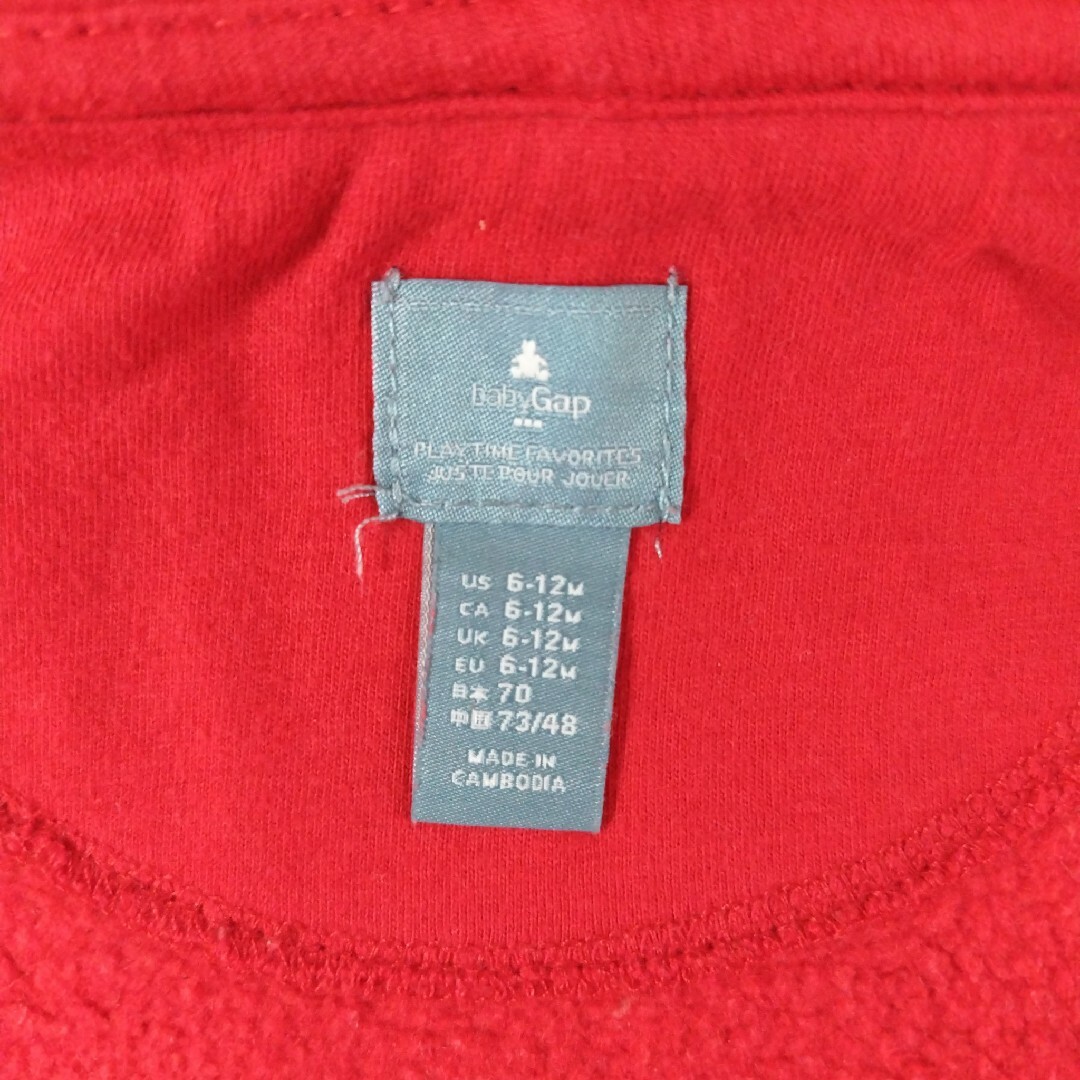 babyGap
PLAYTIME FAVORITES
JUSTE POUR JOUER
US 6-12M
CA 6-12M
UK 6-12M
EU 6-12M
日本 70
中国 73/48
MADE IN
CAMBODIA